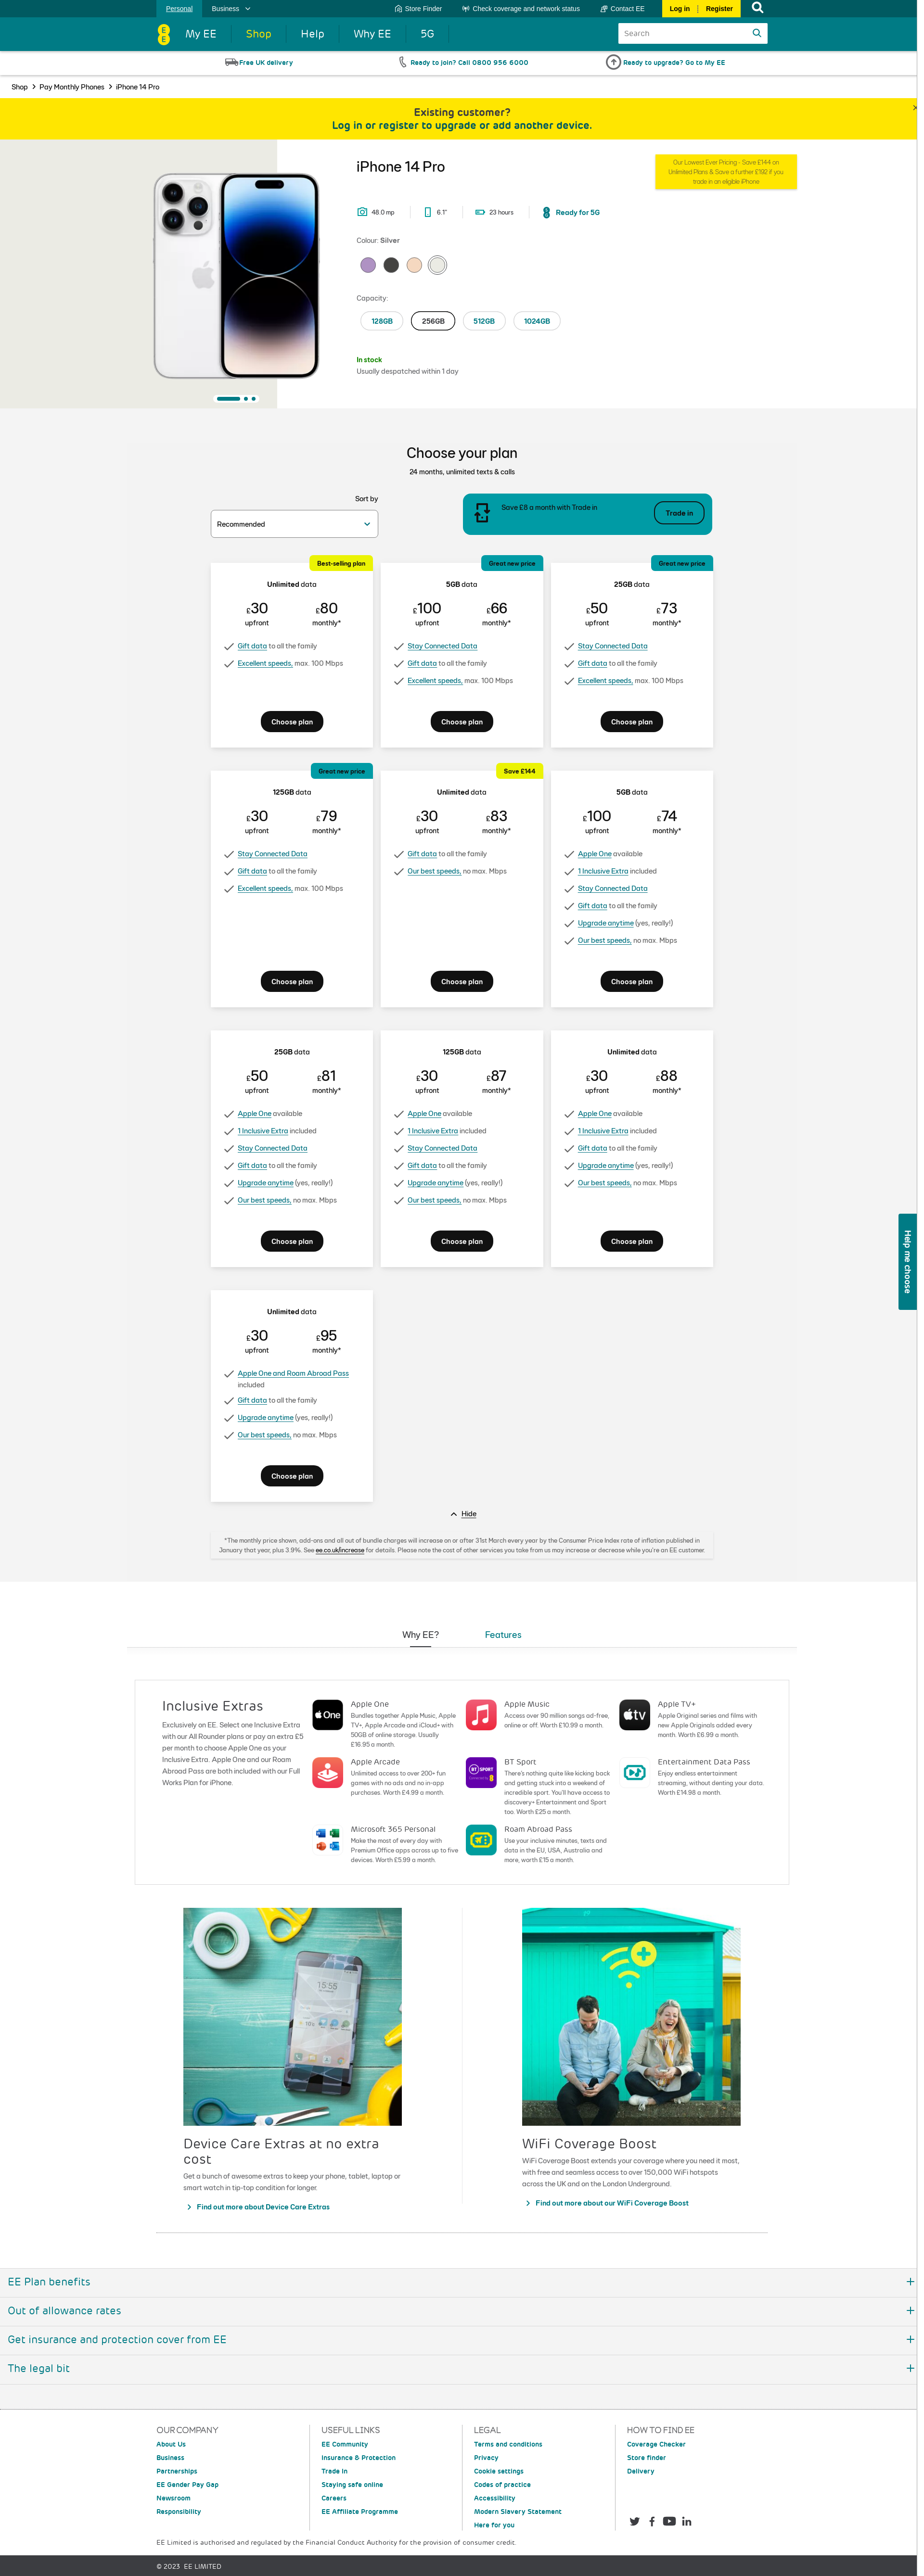 Personal Business Store Finder Check coverage and network status Contact EE Log in Register
EE My EE Shop Help Why EE 5G Search
Free UK delivery Ready to join? Call 0800 956 6000 Ready to upgrade? Go to My EE
Shop Pay Monthly Phones iPhone 14 Pro
Existing customer?
Log in or register to upgrade or add another device.
iPhone 14 Pro
Our Lowest Ever Pricing - Save £144 on
Unlimited Plans & Save a further £192 if you
trade in an eligible iPhone
48.0 mp 6.1" 23 hours Ready for 5G
Colour: Silver
Capacity:
128GB 256GB 512GB 1024GB
In stock
Usually despatched within 1 day
Choose your plan
24 months, unlimited texts & calls
Sort by
Recommended
Save £8 a month with Trade in
Trade in
Best-selling plan
Unlimited data
£30 £80
upfront monthly*
Gift data to all the family
Excellent speeds, max. 100 Mbps
Choose plan
Great new price
5GB data
£100 £66
upfront monthly*
Stay Connected Data
Gift data to all the family
Excellent speeds, max. 100 Mbps
Choose plan
Great new price
25GB data
£50 £73
upfront monthly*
Stay Connected Data
Gift data to all the family
Excellent speeds, max. 100 Mbps
Choose plan
Great new price
125GB data
£30 £79
upfront monthly*
Stay Connected Data
Gift data to all the family
Excellent speeds, max. 100 Mbps
Choose plan
Save £144
Unlimited data
£30 £83
upfront monthly*
Gift data to all the family
Our best speeds, no max. Mbps
Choose plan
5GB data
£100 £74
upfront monthly*
Apple One available
1 Inclusive Extra included
Stay Connected Data
Gift data to all the family
Upgrade anytime (yes, really!)
Our best speeds, no max. Mbps
Choose plan
25GB data
£50 £81
upfront monthly*
Apple One available
1 Inclusive Extra included
Stay Connected Data
Gift data to all the family
Upgrade anytime (yes, really!)
Our best speeds, no max. Mbps
Choose plan
125GB data
£30 £87
upfront monthly*
Apple One available
1 Inclusive Extra included
Stay Connected Data
Gift data to all the family
Upgrade anytime (yes, really!)
Our best speeds, no max. Mbps
Choose plan
Unlimited data
£30 £88
upfront monthly*
Apple One available
1 Inclusive Extra included
Gift data to all the family
Upgrade anytime (yes, really!)
Our best speeds, no max. Mbps
Choose plan
Help me choose
Unlimited data
£30 £95
upfront monthly*
Apple One and Roam Abroad Pass
included
Gift data to all the family
Upgrade anytime (yes, really!)
Our best speeds, no max. Mbps
Choose plan
Hide
*The monthly price shown, add-ons and all out of bundle charges will increase on or after 31st March every year by the Consumer Price Index rate of inflation published in
January that year, plus 3.9%. See ee.co.uk/increase for details. Please note the cost of other services you take from us may increase or decrease while you're an EE customer.
Why EE? Features
Inclusive Extras
Exclusively on EE. Select one Inclusive Extra
with our All Rounder plans or pay an extra £5
per month to choose Apple One as your
Inclusive Extra. Apple One and our Roam
Abroad Pass are both included with our Full
Works Plan for iPhone.
One
Apple One
Bundles together Apple Music, Apple
TV+, Apple Arcade and iCloud+ with
50GB of storage. Usually
£16.95 a month.
Apple Music
Access over 90 million songs ad-free,
online or off. Worth £10.99 a month.
tv
Apple TV+
Apple Original series and films with
new Apple Originals added every
month. Worth £6.99 a month.
Apple Arcade
Unlimited access to over 200+ fun
games with no ads and no in-app
purchases. Worth £4.99 a month.
BT SPORT
BT Sport
There's nothing quite like kicking back
and getting stuck into a weekend of
incredible sport. You'll have access to
discovery+ Entertainment and Sport
too. Worth £25 a month.
Entertainment Data Pass
Enjoy endless entertainment
streaming, without denting your data.
Worth £14.98 a month.
Microsoft 365 Personal
Make the most of every day with
Premium Office apps across up to five
devices. Worth £5.99 a month.
Roam Abroad Pass
Use your inclusive minutes, texts and
data in the EU, USA, Australia and
more, worth £15 a month.
15:55
Device Care Extras at no extra
cost
Get a bunch of awesome extras to keep your phone, tablet, laptop or
smart watch in tip-top condition for longer.
Find out more about Device Care Extras
WiFi Coverage Boost
WiFi Coverage Boost extends your coverage where you need it most,
with free and seamless access to over 150,000 WiFi hotspots
across the UK and on the London Underground.
Find out more about our WiFi Coverage Boost
EE Plan benefits
Out of allowance rates
Get insurance and protection cover from EE
The legal bit
OUR COMPANY
About Us
Business
Partnerships
EE Gender Pay Gap
Newsroom
Responsibility
USEFUL LINKS
EE Community
Insurance & Protection
Trade In
Staying safe online
Careers
EE Affiliate Programme
LEGAL
Terms and conditions
Privacy
Cookie settings
Codes of practice
Accessibility
Modern Slavery Statement
Here for you
HOW TO FIND EE
Coverage Checker
Store finder
Delivery
EE Limited is authorised and regulated by the Financial Conduct Authority for the provision of consumer credit.
© 2023 EE LIMITED